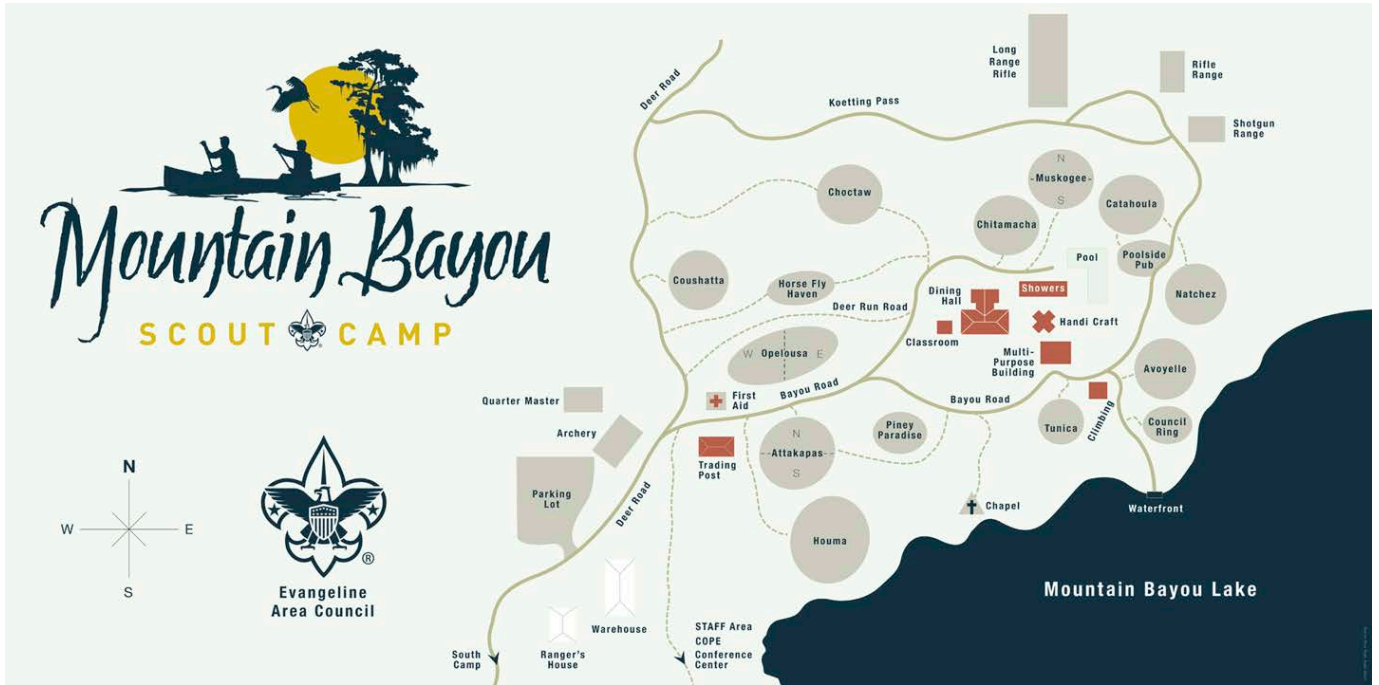 Mountain Bayou
SCOUT CAMP
®
N
W
E
S
®
Evangeline
Area Council
Deer Road
Koetting Pass
Long
Range
Rifle
Rifle
Range
Shotgun
Range
Choctaw
N
-Muskogee-
S
Chitamacha
Catahoula
Poolside
Pub
Pool
Natchez
Coushatta
Horse Fly
Haven
Dining
Hall
Showers
Deer Run Road
Handi Craft
Classroom
Multi-
Purpose
Building
W Opelousa E
Bayou Road
Bayou Road
Avoyelle
Quarter Master
First
Aid
Archery
Piney
Paradise
Tunica
Climbing
Council
Ring
N
Attakapas
S
Trading
Post
Parking
Lot
Deer Road
Chapel
Waterfront
Houma
Mountain Bayou Lake
Warehouse
Ranger's
House
South
Camp
STAFF Area
COPE
Conference
Center